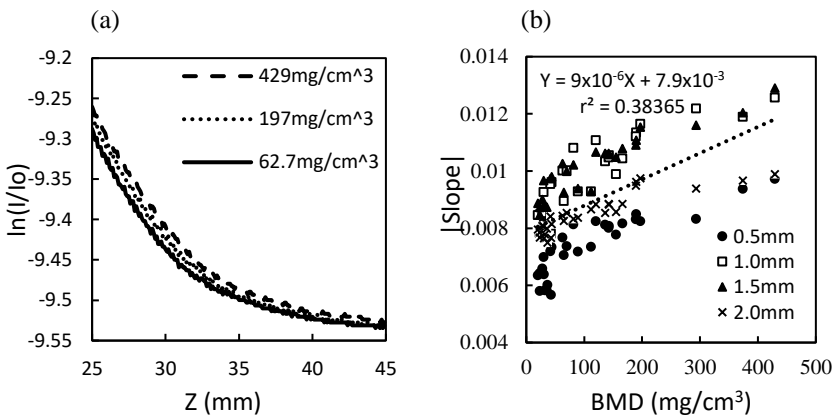 (a)
-9.2
-9.25
-9.3
-9.35
-9.4
-9.45
-9.5
-9.55
ln(I/Io)
429mg/cm^3
197mg/cm^3
62.7mg/cm^3
25 30 35 40 45
Z (mm)
(b)
0.014
0.012
0.01
0.008
0.006
0.004
|Slope|
Y = 9x10-6X + 7.9x10-3
r² = 0.38365
0.5mm
1.0mm
1.5mm
2.0mm
0 100 200 300 400 500
BMD (mg/cm³)